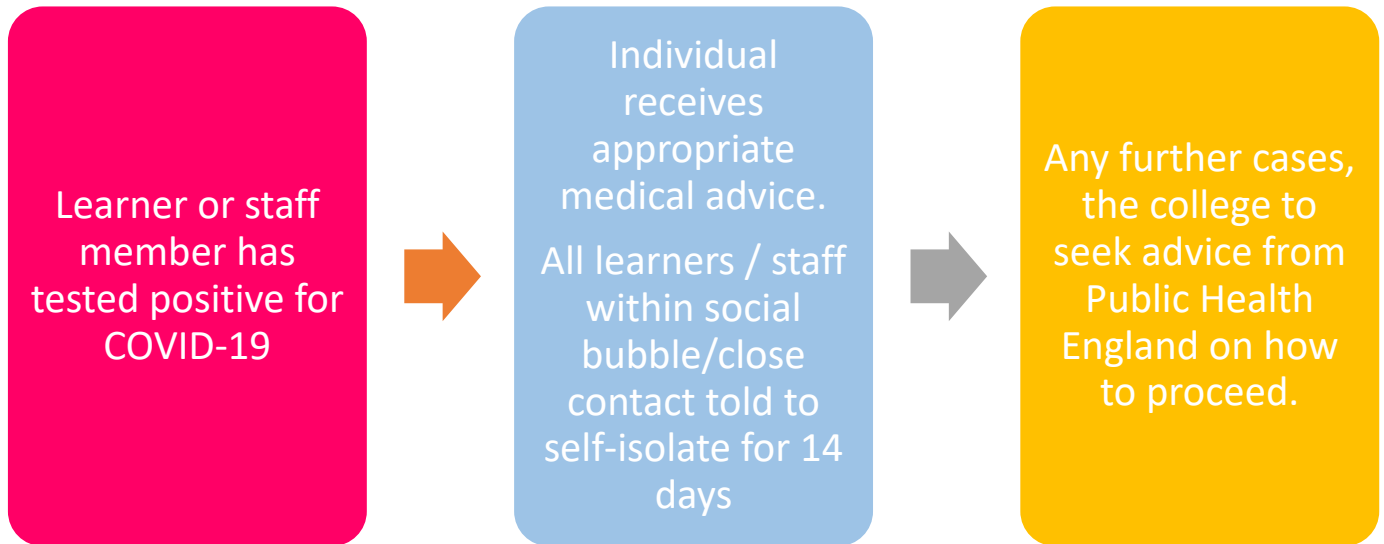 Learner or staff
member has
tested positive for
COVID-19
Individual
receives
appropriate
medical advice.
All learners / staff
within social
bubble/close
contact told to
self-isolate for 14
days
Any further cases,
the college to
seek advice from
Public Health
England on how
to proceed.